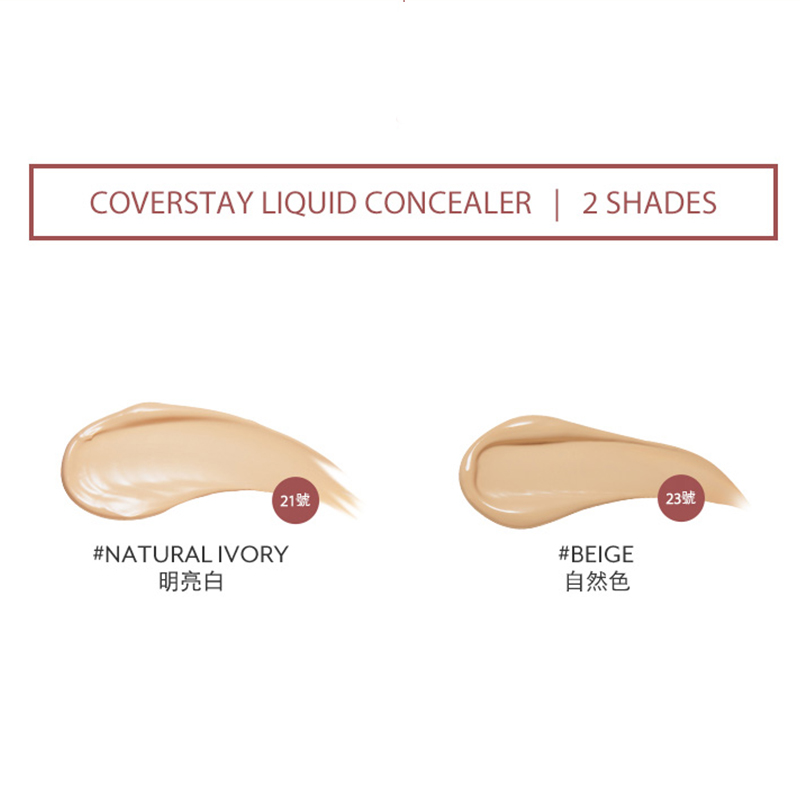 COVERSTAY LIQUID CONCEALER | 2 SHADES
21號
23號
#NATURAL IVORY
明亮白
#BEIGE
自然色